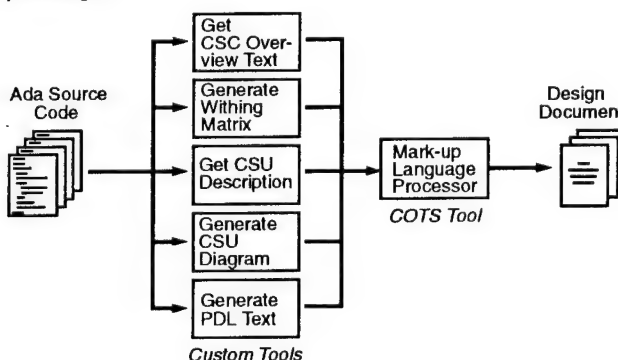 Ada Source
Code
Get
CSC Over-
view Text
Generate
Withing
Matrix
Get CSU
Description
Generate
CSU
Diagram
Generate
PDL Text
Custom Tools
Mark-up
Language
Processor
COTS Tool
Design
Documen